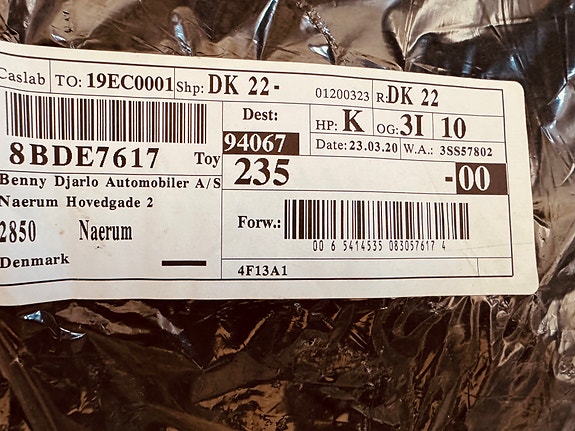 Caslab TO: 19EC0001 Shp: DK 22- 01200323 R: DK 22
8BDE7617 Toy
Benny Djarlo Automobiler A/S
Naerum Hovedgade 2
2850 Naerum
Denmark
Dest:
94067
HP: K OG: 3I 10
Date: 23.03.20 W.A.: 3SS57802
235 -00
Forw.:
00 6 5414535 083057617 4
4F13A1